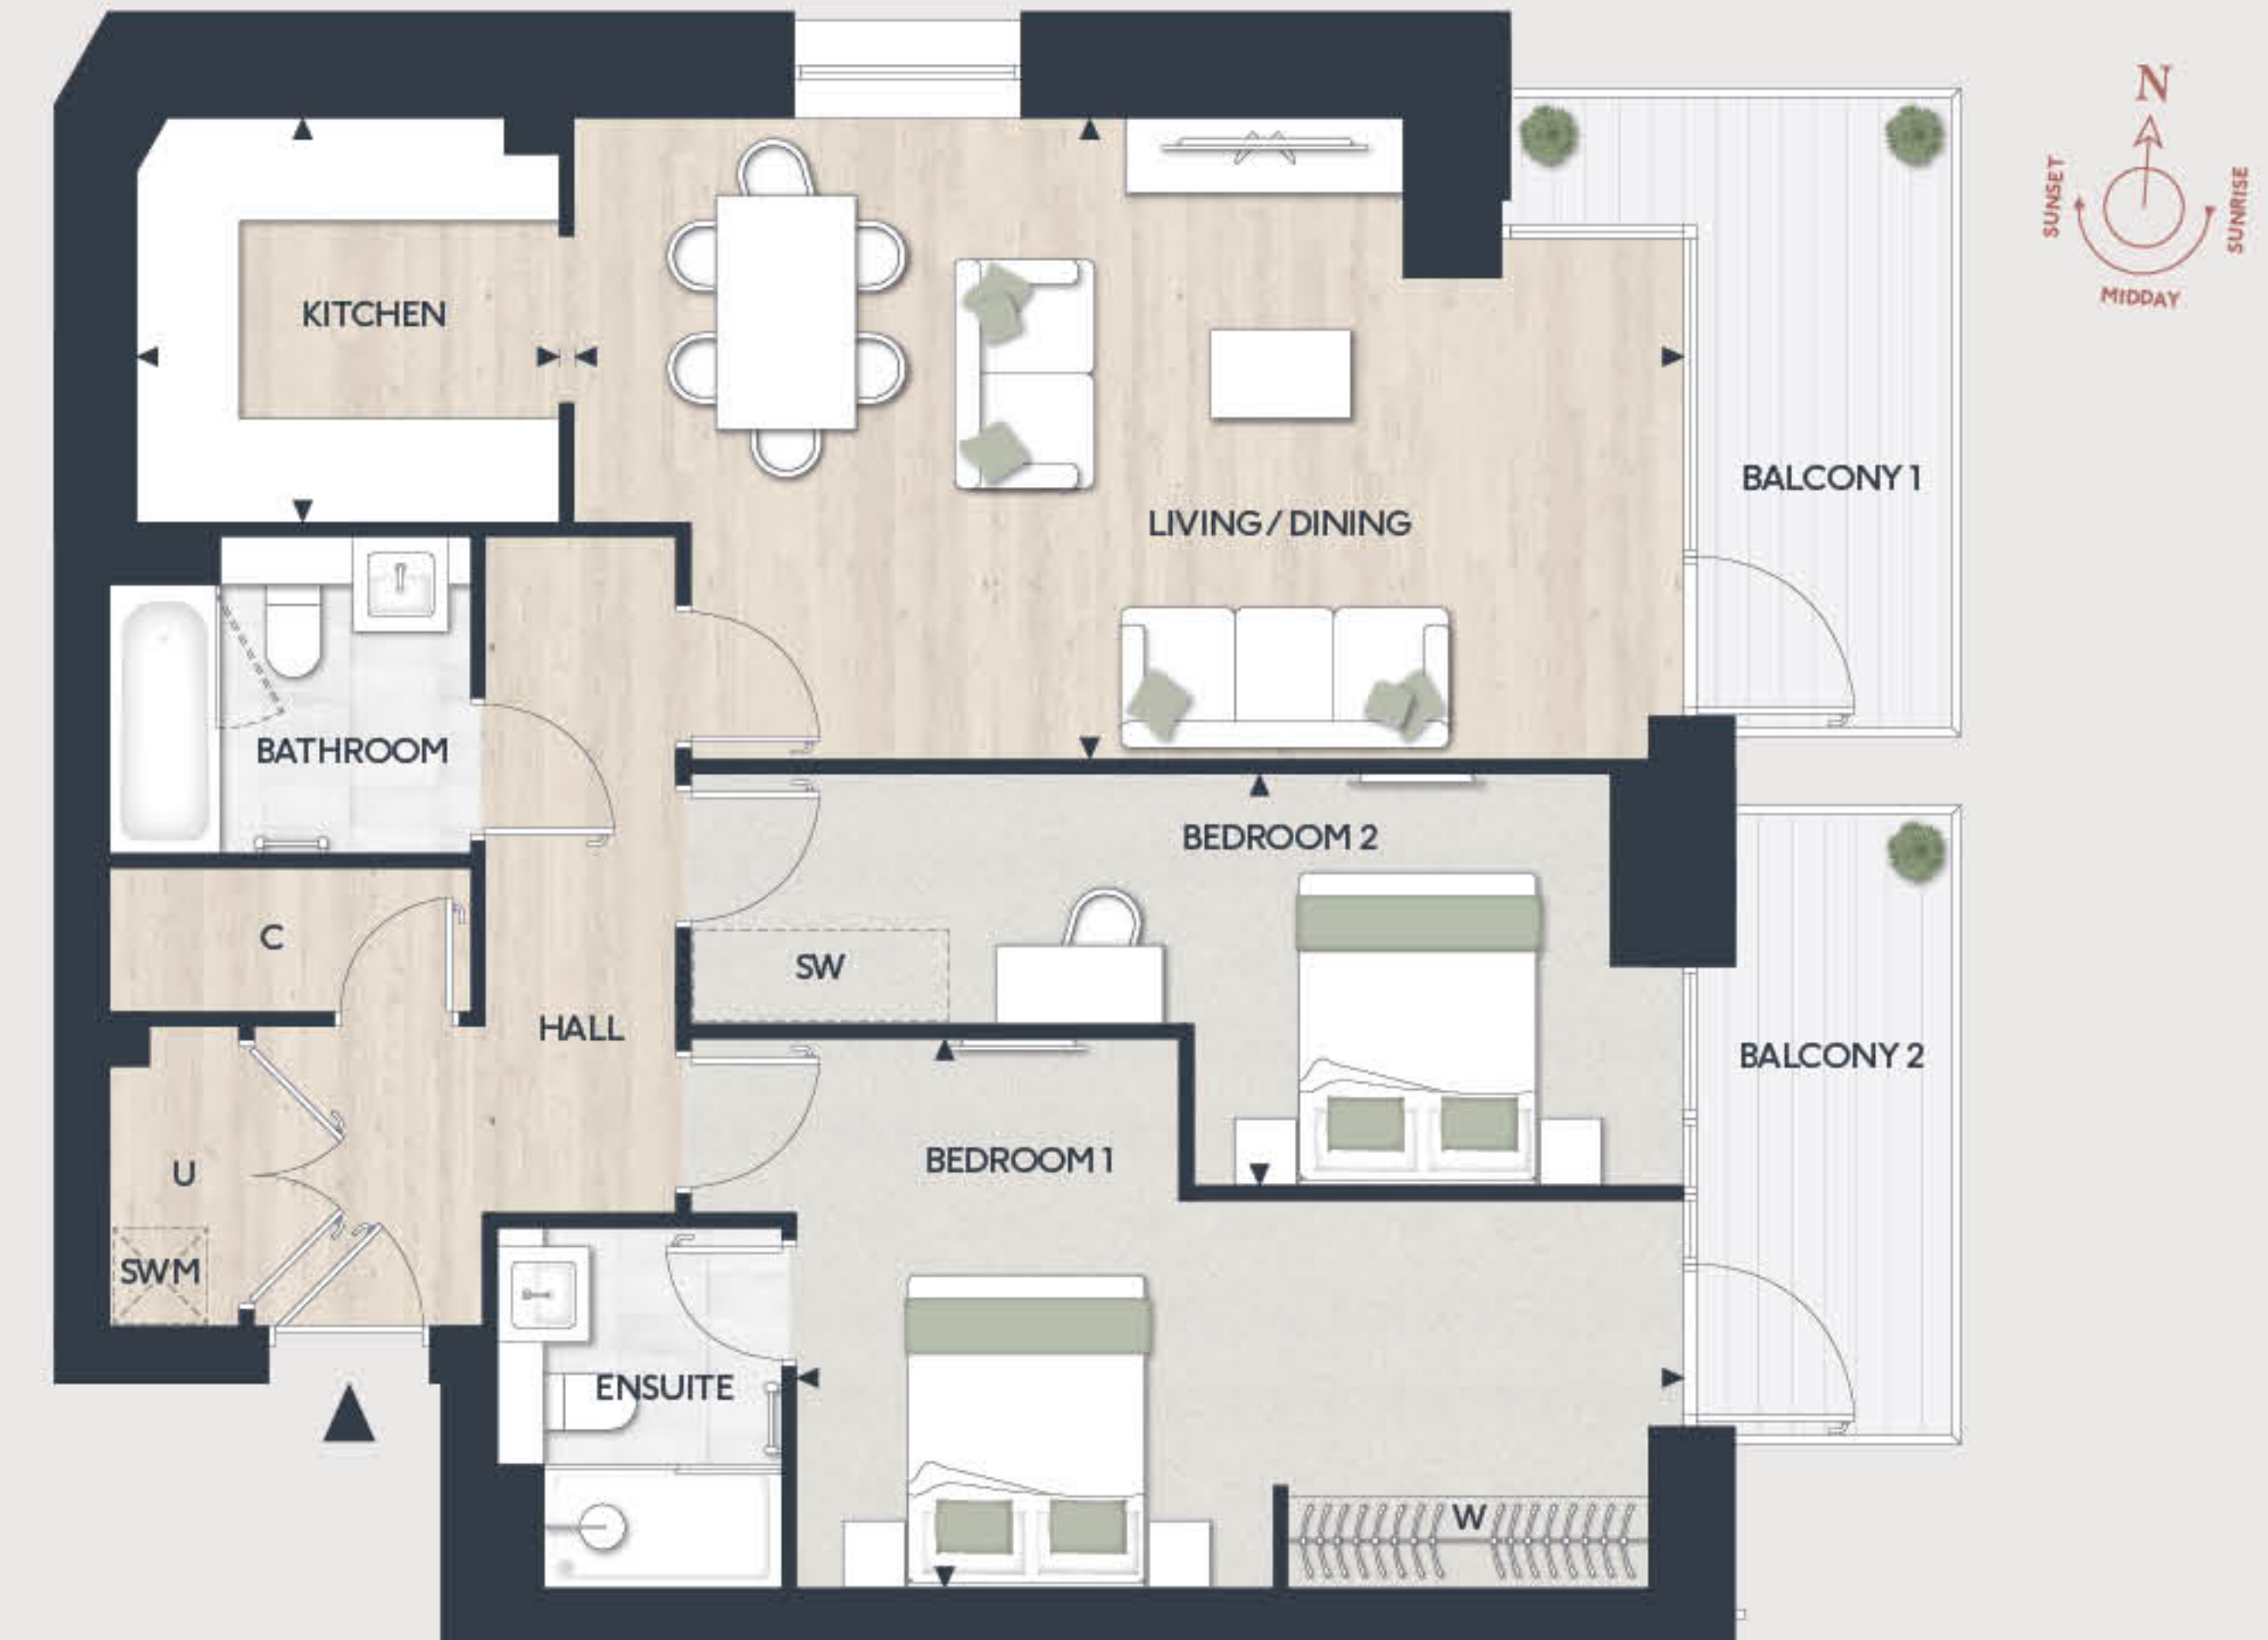 N
SUNSET
SUNRISE
MIDDAY
KITCHEN
BALCONY 1
LIVING / DINING
BATHROOM
BEDROOM 2
C
SW
HALL
BALCONY 2
BEDROOM 1
U
SWM
ENSUITE
W